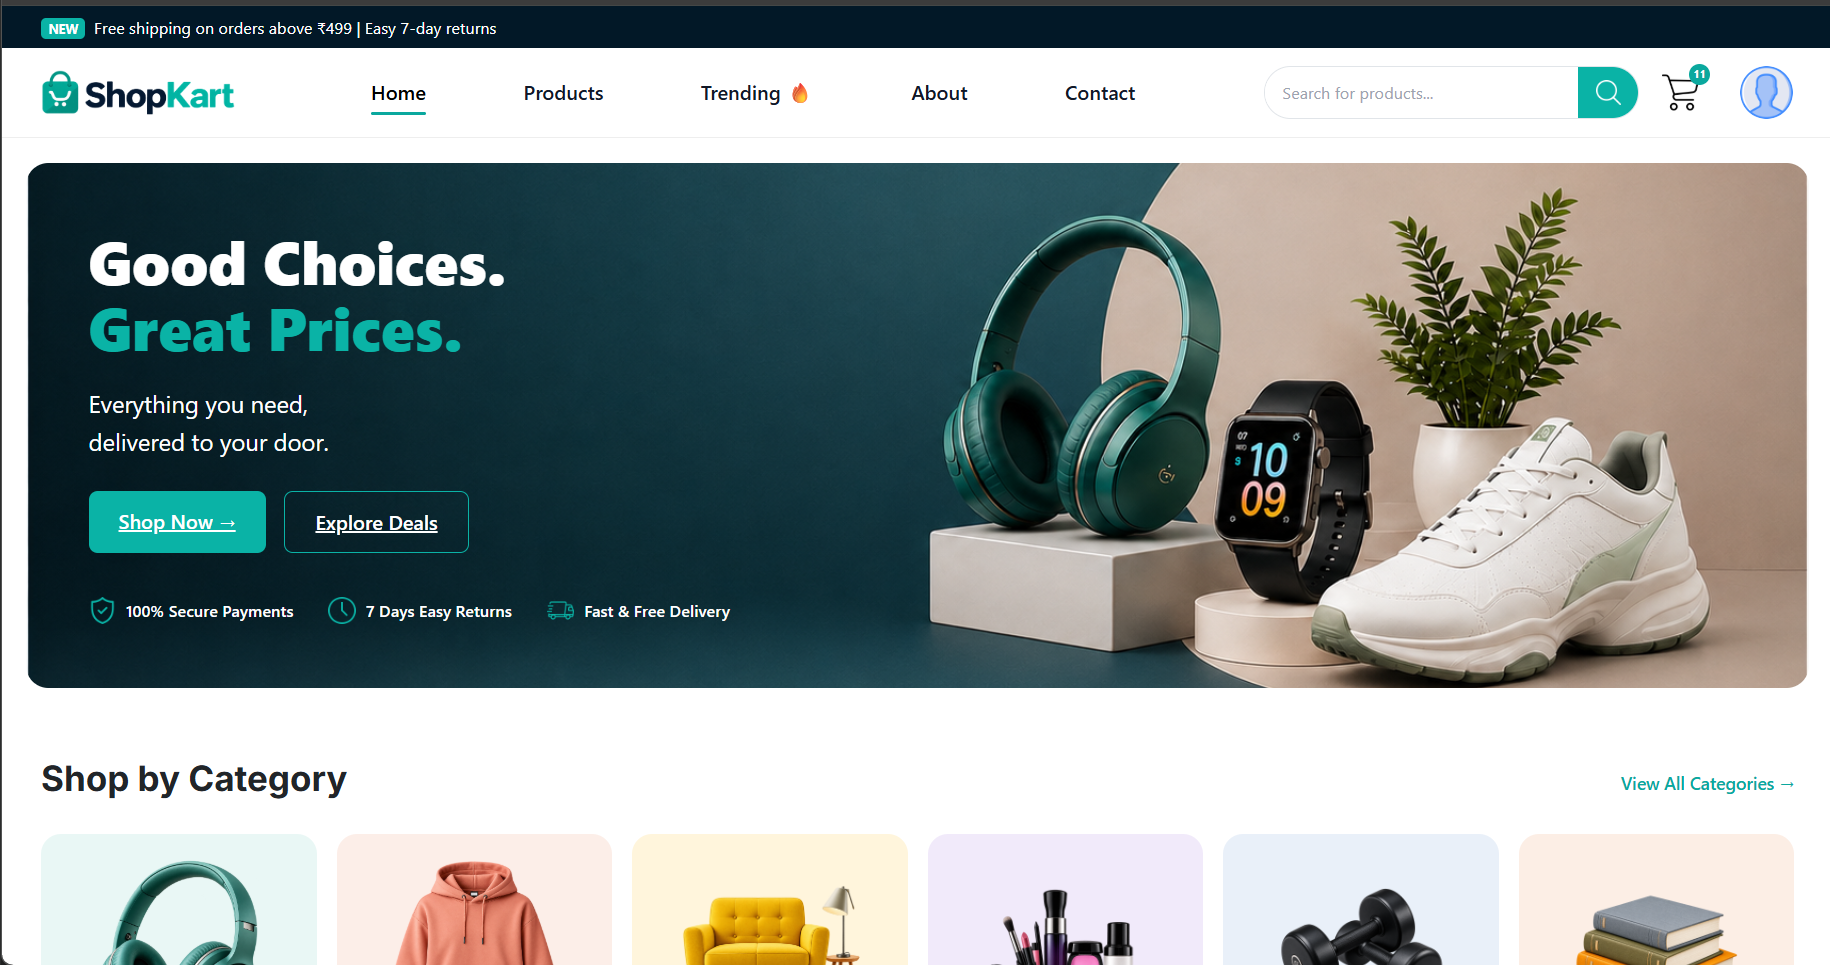 NEW Free shipping on orders above ₹499 | Easy 7-day returns
ShopKart
Home
Products
Trending 🔥
About
Contact
Search for products...
11
Good Choices.
Great Prices.
Everything you need,
delivered to your door.
Shop Now →
Explore Deals
100% Secure Payments
7 Days Easy Returns
Fast & Free Delivery
07
10
09
Shop by Category
View All Categories →